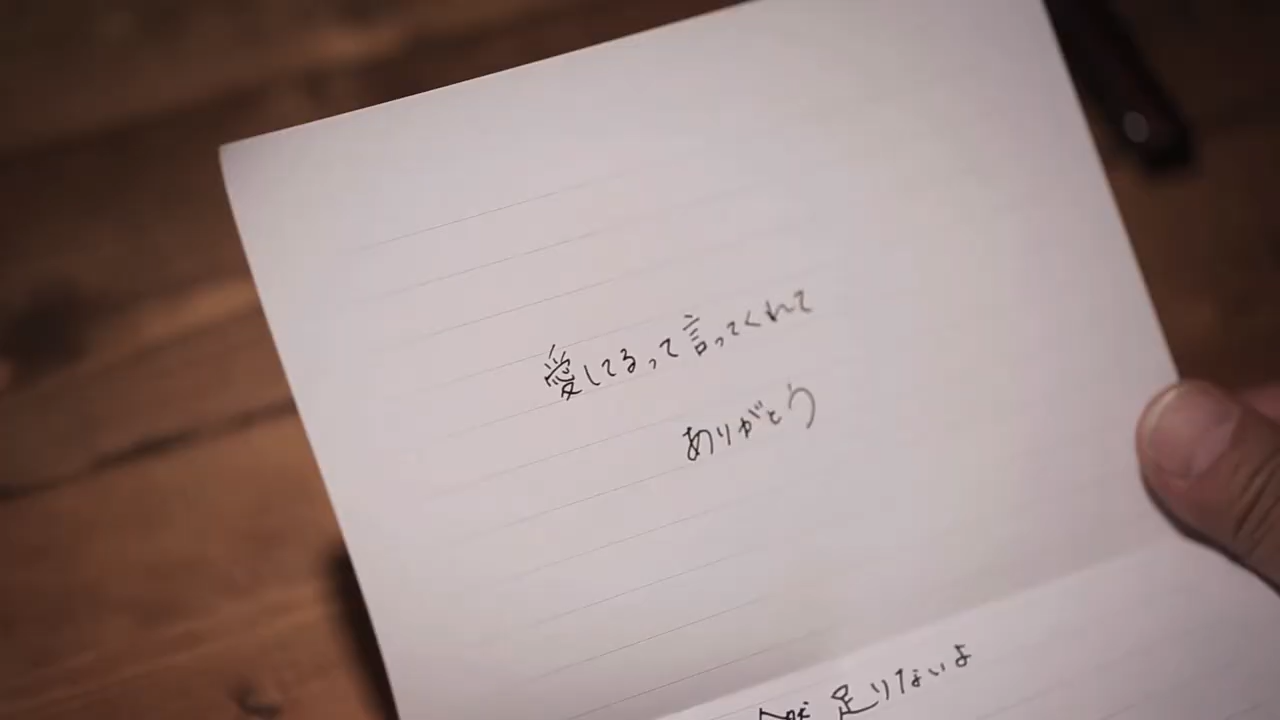 愛してるって言ってくれて
ありがとう
足りないよ